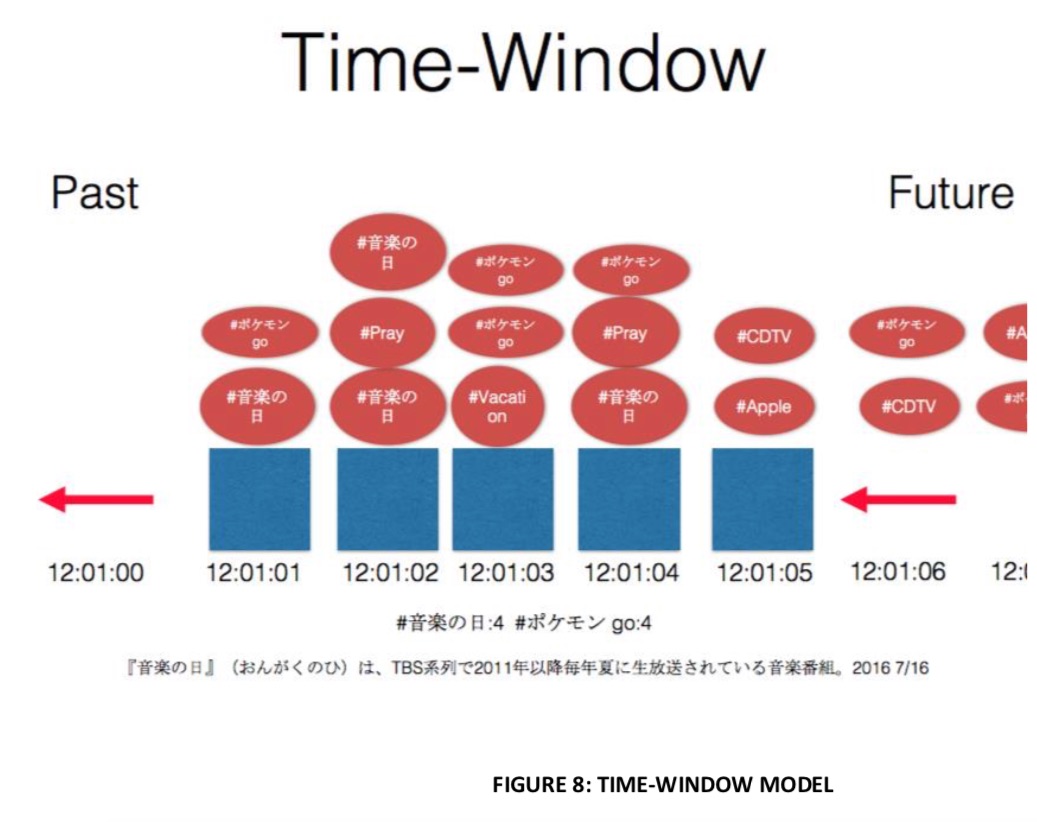 Time-Window
Past
Future
#音楽の
日
#ポケモン
go
#ポケモン
go
#ポケモン
go
#Pray
#ポケモン
go
#Pray
#CDTV
#ポケモン
go
#A
#音楽の
日
#音楽の
日
#Vacati
on
#音楽の
日
#Apple
#CDTV
#ポ
12:01:00
12:01:01
12:01:02
12:01:03
12:01:04
12:01:05
12:01:06
12:0
#音楽の日:4 #ポケモン go:4
『音楽の日』（おんがくのひ）は、TBS系列で2011年以降毎年夏に生放送されている音楽番組。2016 7/16
FIGURE 8: TIME-WINDOW MODEL